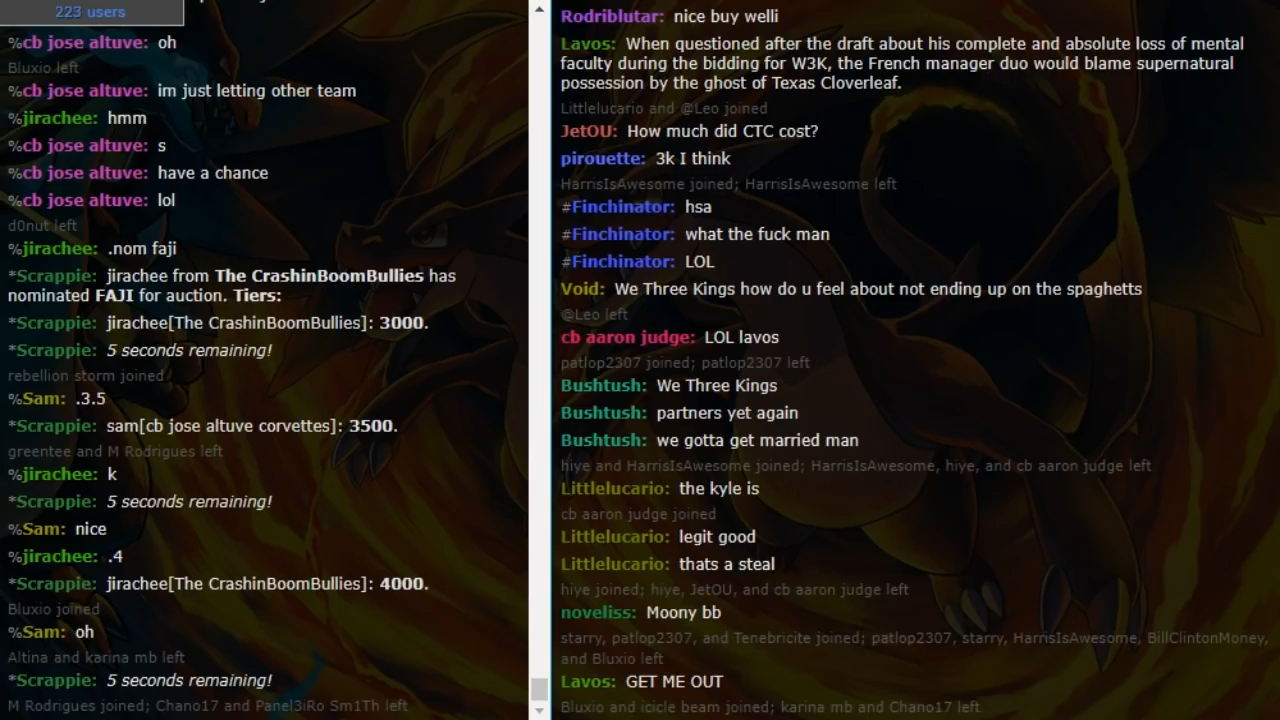 223 users
%cb jose altuve: oh
Bluxio left
%cb jose altuve: im just letting other team
%jirachee: hmm
%cb jose altuve: s
%cb jose altuve: have a chance
%cb jose altuve: lol
d0nut left
%jirachee: .nom faji
*Scrappie: jirachee from The CrashinBoomBullies has
nominated FAJI for auction. Tiers:
*Scrappie: jirachee[The CrashinBoomBullies]: 3000.
*Scrappie: 5 seconds remaining!
rebellion storm joined
%Sam: .3.5
*Scrappie: sam[cb jose altuve corvettes]: 3500.
greentee and M Rodrigues left
%jirachee: k
*Scrappie: 5 seconds remaining!
%Sam: nice
%jirachee: .4
*Scrappie: jirachee[The CrashinBoomBullies]: 4000.
Bluxio joined
%Sam: oh
Altina and karina mb left
*Scrappie: 5 seconds remaining!
M Rodrigues joined; Chano17 and Panel3iRo Sm1Th left
Rodriblutar: nice buy welli
Lavos: When questioned after the draft about his complete and absolute loss of mental
faculty during the bidding for W3K, the French manager duo would blame supernatural
possession by the ghost of Texas Cloverleaf.
Littlelucario and @Leo joined
JetOU: How much did CTC cost?
pirouette: 3k I think
HarrisIsAwesome joined; HarrisIsAwesome left
#Finchinator: hsa
#Finchinator: what the fuck man
#Finchinator: LOL
Void: We Three Kings how do u feel about not ending up on the spaghetts
@Leo left
cb aaron judge: LOL lavos
patlop2307 joined; patlop2307 left
Bushtush: We Three Kings
Bushtush: partners yet again
Bushtush: we gotta get married man
hiye and HarrisIsAwesome joined; HarrisIsAwesome, hiye, and cb aaron judge left
Littlelucario: the kyle is
cb aaron judge joined
Littlelucario: legit good
Littlelucario: thats a steal
hiye joined; hiye, JetOU, and cb aaron judge left
noveliss: Moony bb
starry, patlop2307, and Tenebricite joined; patlop2307, starry, HarrisIsAwesome, BillClintonMoney,
and Bluxio left
Lavos: GET ME OUT
Bluxio and icicle beam joined; karina mb and Chano17 left